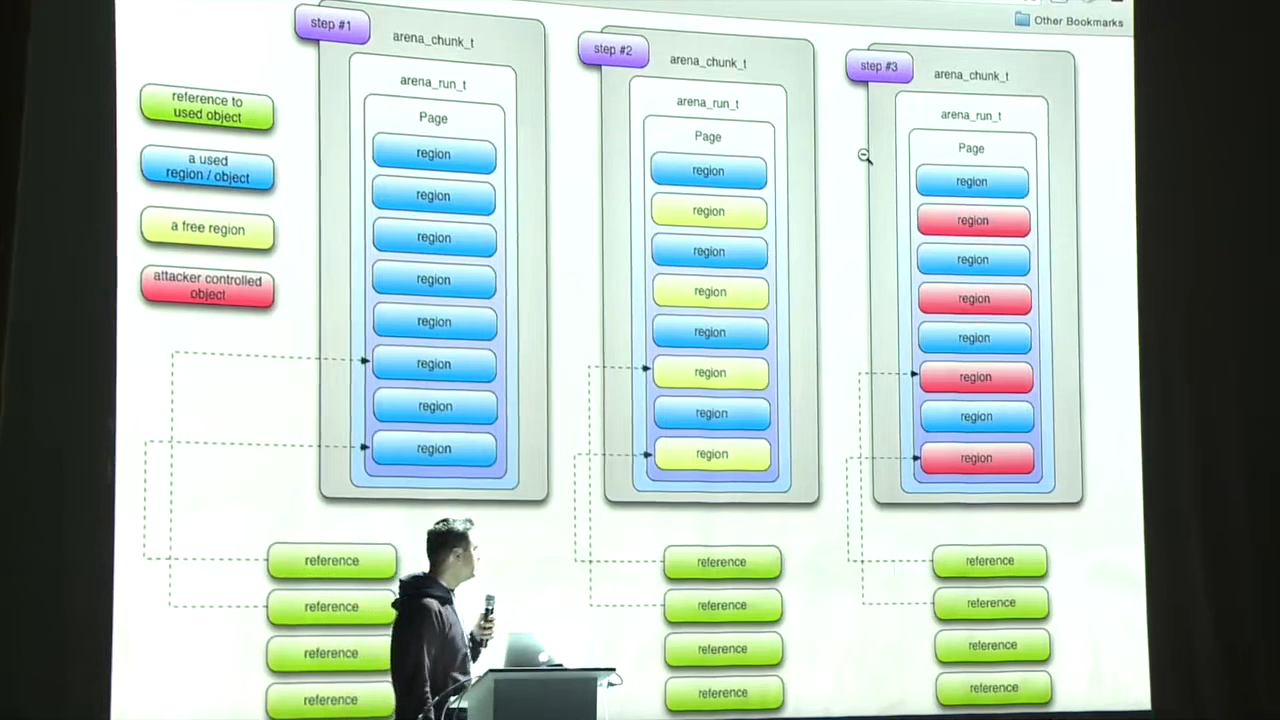 Other Bookmarks
reference to
used object
a used
region / object
a free region
attacker controlled
object
step #1
arena_chunk_t
arena_run_t
Page
region
region
region
region
region
region
region
region
reference
reference
reference
reference
step #2
arena_chunk_t
arena_run_t
Page
region
region
region
region
region
region
region
region
reference
reference
reference
reference
step #3
arena_chunk_t
arena_run_t
Page
region
region
region
region
region
region
region
region
reference
reference
reference
reference